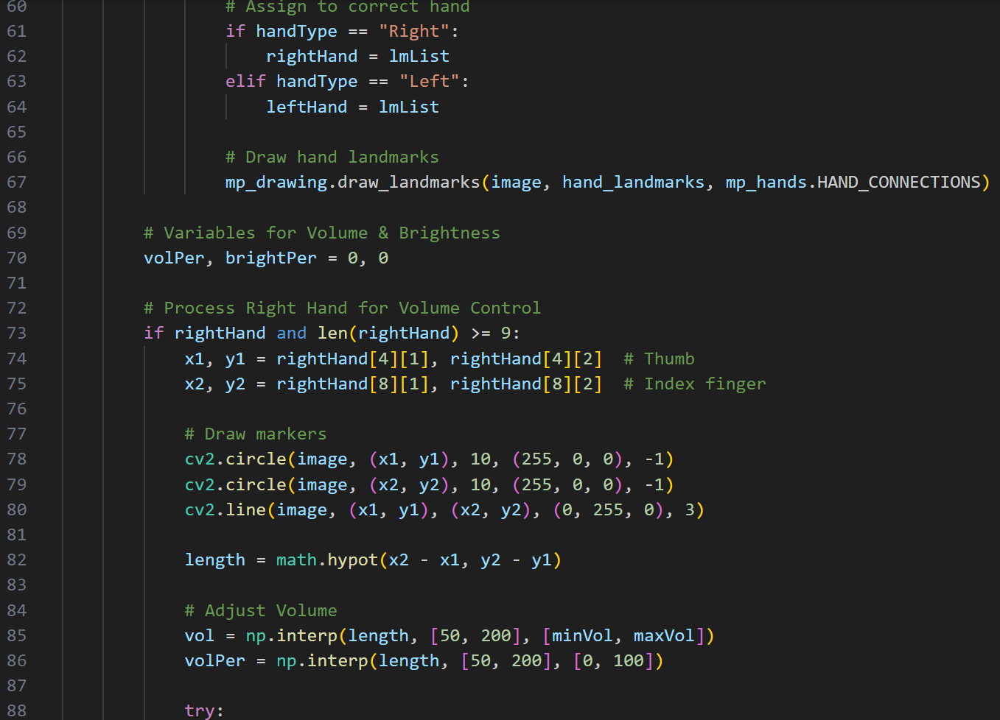 60 # Assign to correct hand
61 if handType == "Right":
62 rightHand = lmList
63 elif handType == "Left":
64 leftHand = lmList
65
66 # Draw hand landmarks
67 mp_drawing.draw_landmarks(image, hand_landmarks, mp_hands.HAND_CONNECTIONS)
68
69 # Variables for Volume & Brightness
70 volPer, brightPer = 0, 0
71
72 # Process Right Hand for Volume Control
73 if rightHand and len(rightHand) >= 9:
74 x1, y1 = rightHand[4][1], rightHand[4][2] # Thumb
75 x2, y2 = rightHand[8][1], rightHand[8][2] # Index finger
76
77 # Draw markers
78 cv2.circle(image, (x1, y1), 10, (255, 0, 0), -1)
79 cv2.circle(image, (x2, y2), 10, (255, 0, 0), -1)
80 cv2.line(image, (x1, y1), (x2, y2), (0, 255, 0), 3)
81
82 length = math.hypot(x2 - x1, y2 - y1)
83
84 # Adjust Volume
85 vol = np.interp(length, [50, 200], [minVol, maxVol])
86 volPer = np.interp(length, [50, 200], [0, 100])
87
88 try: